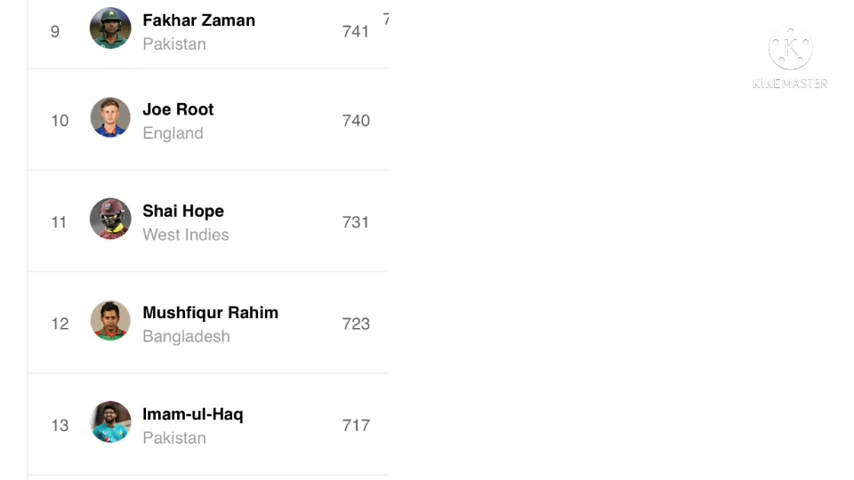 9 Fakhar Zaman 741 7
Pakistan
10 Joe Root 740
England
11 Shai Hope 731
West Indies
12 Mushfiqur Rahim 723
Bangladesh
13 Imam-ul-Haq 717
Pakistan
K
KINEMASTER